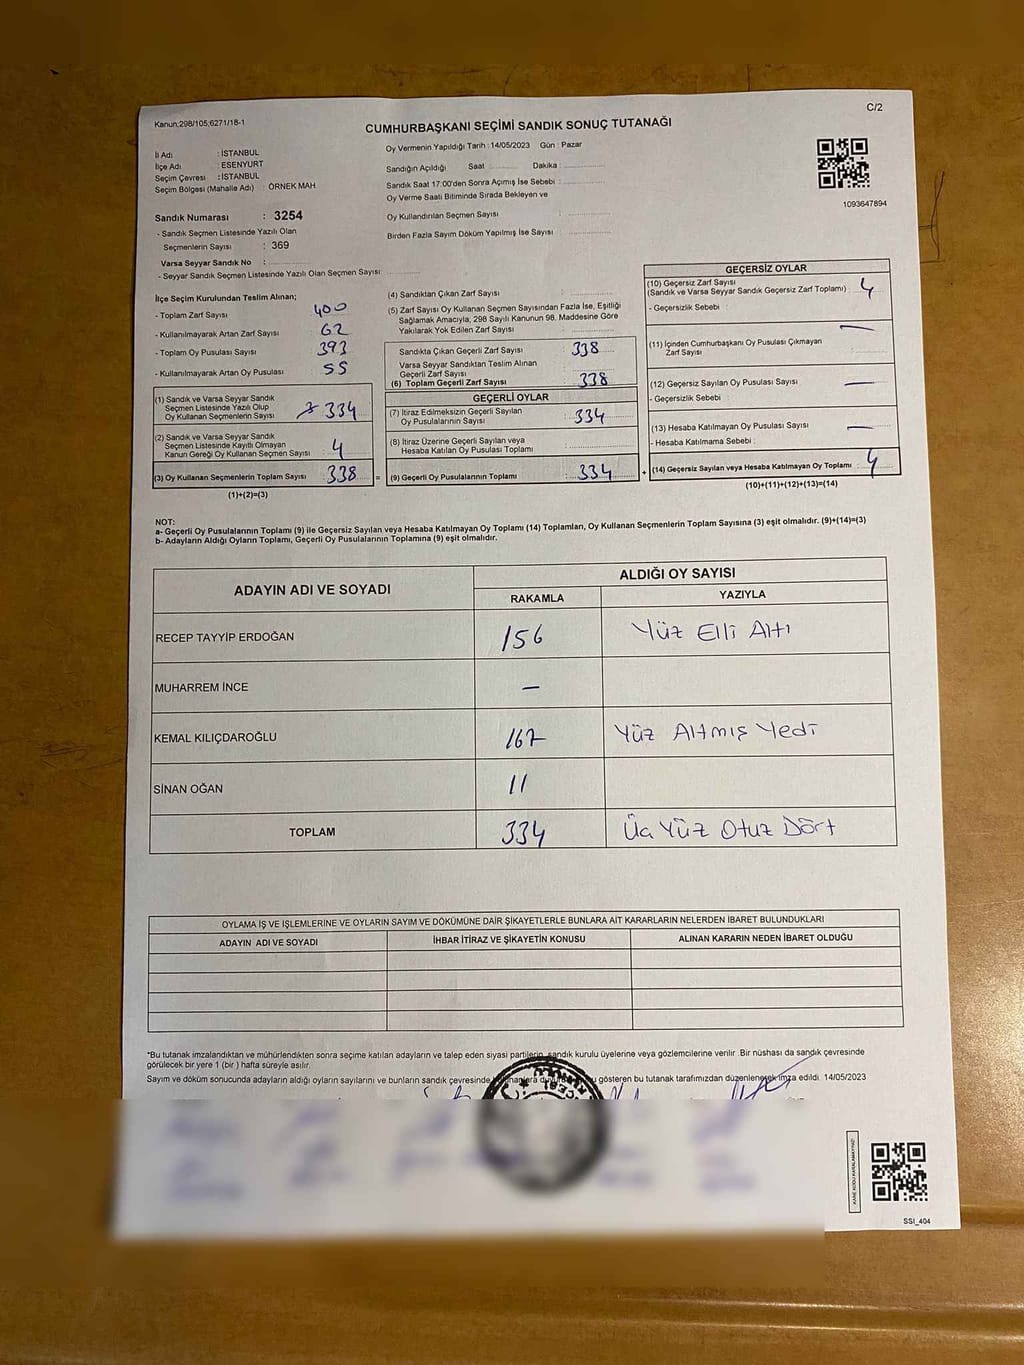 C/2
Kanun:298/105;6271/18-1
CUMHURBAŞKANI SEÇİMİ SANDIK SONUÇ TUTANAĞI
İl Adı : İSTANBUL
İlçe Adı : ESENYURT
Seçim Çevresi : İSTANBUL
Seçim Bölgesi (Mahalle Adı) : ÖRNEK MAH.
Oy Vermenin Yapıldığı Tarih : 14/05/2023 Gün : Pazar
Sandığın Açıldığı Saat Dakika :
Sandık Saat 17:00'den Sonra Açımış İse Sebebi :
Oy Verme Saati Bitiminde Sırada Bekleyen ve
Oy Kullandırılan Seçmen Sayısı :
Birden Fazla Sayım Döküm Yapılmış İse Sayısı :
1093647894
Sandık Numarası : 3254
- Sandık Seçmen Listesinde Yazılı Olan
Seçmenlerin Sayısı : 369
Varsa Seyyar Sandık No :
- Seyyar Sandık Seçmen Listesinde Yazılı Olan Seçmen Sayısı:
İlçe Seçim Kurulundan Teslim Alınan;
- Toplam Zarf Sayısı 400
- Kullanılmayarak Artan Zarf Sayısı 62
- Toplam Oy Pusulası Sayısı 393
- Kullanılmayarak Artan Oy Pusulası 55
(1) Sandık ve Varsa Seyyar Sandık
Seçmen Listesinde Yazılı Olup
Oy Kullanan Seçmenlerin Sayısı 334
(2) Sandık ve Varsa Seyyar Sandık
Seçmen Listesinde Kayıtlı Olmayan
Kanun Gereği Oy Kullanan Seçmen Sayısı 4
(3) Oy Kullanan Seçmenlerin Toplam Sayısı : 338 =
(1)+(2)=(3)
(4) Sandıktan Çıkan Zarf Sayısı :
(5) Zarf Sayısı Oy Kullanan Seçmen Sayısından Fazla İse, Eşitliği
Sağlamak Amacıyla, 298 Sayılı Kanunun 98. Maddesine Göre
Yakılarak Yok Edilen Zarf Sayısı :
Sandıkta Çıkan Geçerli Zarf Sayısı : 338
Varsa Seyyar Sandıktan Teslim Alınan
Geçerli Zarf Sayısı :
(6) Toplam Geçerli Zarf Sayısı : 338
GEÇERLİ OYLAR
(7) İtiraz Edilmeksizin Geçerli Sayılan
Oy Pusulalarının Sayısı : 334
(8) İtiraz Üzerine Geçerli Sayılan veya
Hesaba Katılan Oy Pusulası Toplamı :
(9) Geçerli Oy Pusulalarının Toplamı : 334 +
GEÇERSİZ OYLAR
(10) Geçersiz Zarf Sayısı
(Sandık ve Varsa Seyyar Sandık Geçersiz Zarf Toplamı) : 4
- Geçersizlik Sebebi :
(11) İçinden Cumhurbaşkanı Oy Pusulası Çıkmayan —
Zarf Sayısı :
(12) Geçersiz Sayılan Oy Pusulası Sayısı : —
- Geçersizlik Sebebi :
(13) Hesaba Katılmayan Oy Pusulası Sayısı : —
- Hesaba Katılmama Sebebi :
(14) Geçersiz Sayılan veya Hesaba Katılmayan Oy Toplamı : 4
(10)+(11)+(12)+(13)=(14)
NOT:
a- Geçerli Oy Pusulalarının Toplamı (9) ile Geçersiz Sayılan veya Hesaba Katılmayan Oy Toplamı (14) Toplamları, Oy Kullanan Seçmenlerin Toplam Sayısına (3) eşit olmalıdır. (9)+(14)=(3)
b- Adayların Aldığı Oyların Toplamı, Geçerli Oy Pusulalarının Toplamına (9) eşit olmalıdır.
ADAYIN ADI VE SOYADI ALDIĞI OY SAYISI
RAKAMLA YAZIYLA
RECEP TAYYİP ERDOĞAN 156 Yüz Elli Altı
MUHARREM İNCE —
KEMAL KILIÇDAROĞLU 167 Yüz Altmış Yedi
SİNAN OĞAN 11
TOPLAM 334 Üç Yüz Otuz Dört
OYLAMA İŞ VE İŞLEMLERİNE VE OYLARIN SAYIM VE DÖKÜMÜNE DAİR ŞİKAYETLERLE BUNLARA AİT KARARLARIN NELERDEN İBARET BULUNDUKLARI
ADAYIN ADI VE SOYADI İHBAR İTİRAZ VE ŞİKAYETİN KONUSU ALINAN KARARIN NEDEN İBARET OLDUĞU
*Bu tutanak imzalandıktan ve mühürlendikten sonra seçime katılan adayların ve talep eden siyasi partilerin, sandık kurulu üyelerine veya gözlemcilerine verilir. Bir nüshası da sandık çevresinde
görülecek bir yere 1 (bir ) hafta süreyle asılır.
Sayım ve döküm sonucunda adayların aldığı oyların sayılarını ve bunların sandık çevresinde gösteren bu tutanak tarafımızdan düzenlenerek imza edildi. 14/05/2023
KARE KODU KARALAMAYINIZ!
SSI_404